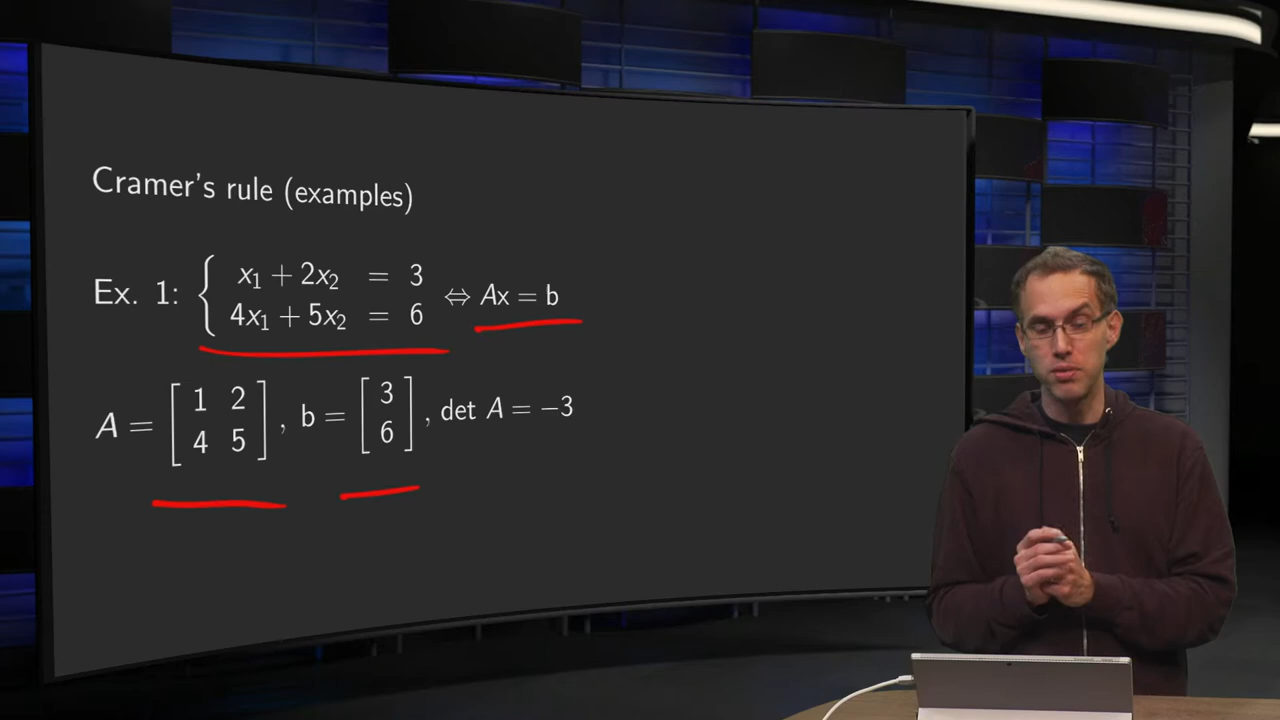 Cramer's rule (examples)
Ex. 1: { x₁ + 2x₂ = 3
4x₁ + 5x₂ = 6 ⇔ Ax = b
A = [ 1 2
4 5 ] , b = [ 3
6 ] , det A = −3